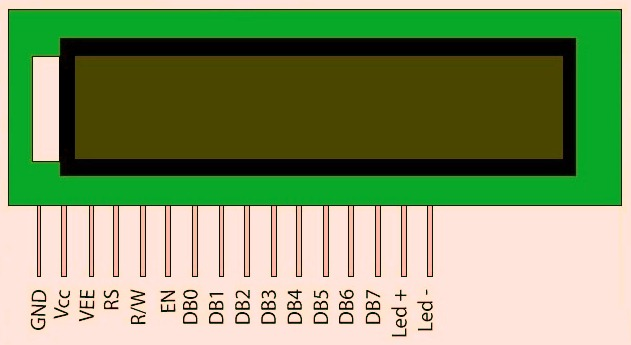 GND
Vcc
VEE
RS
R/W
EN
DB0
DB1
DB2
DB3
DB4
DB5
DB6
DB7
Led +
Led -